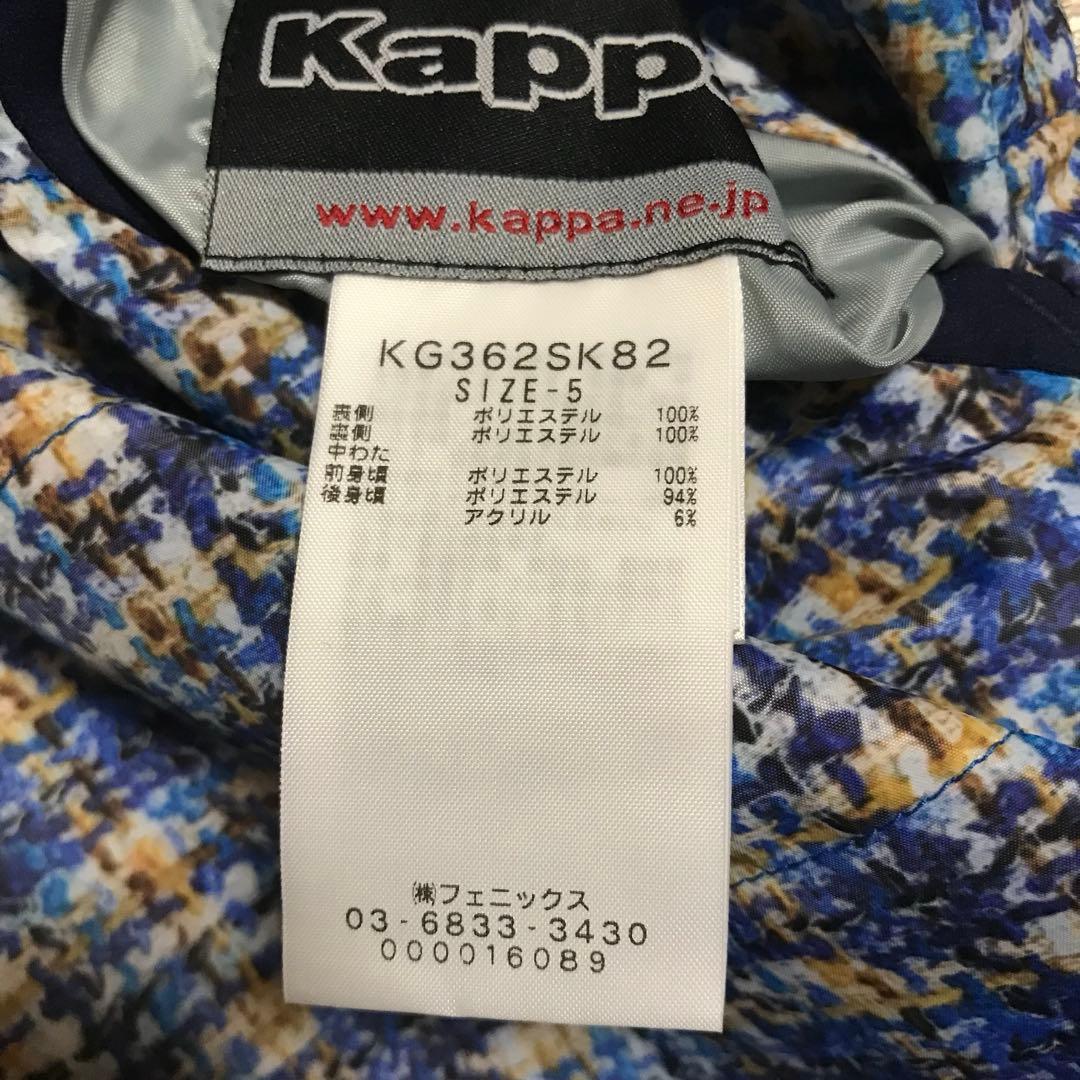 Kappa
www.kappa.ne.jp
KG362SK82
SIZE-5
表側 ポリエステル 100%
裏側 ポリエステル 100%
中わた
前身頃 ポリエステル 100%
後身頃 ポリエステル 94%
アクリル 6%
㈱フェニックス
03-6833-3430
000016089